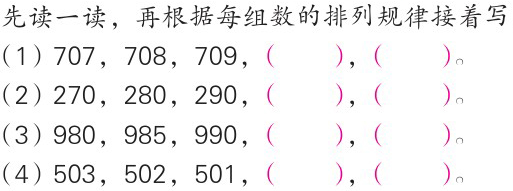 先读一读，再根据每组数的排列规律接着写
（1）707，708，709，（　　），（　　）。
（2）270，280，290，（　　），（　　）。
（3）980，985，990，（　　），（　　）。
（4）503，502，501，（　　），（　　）。